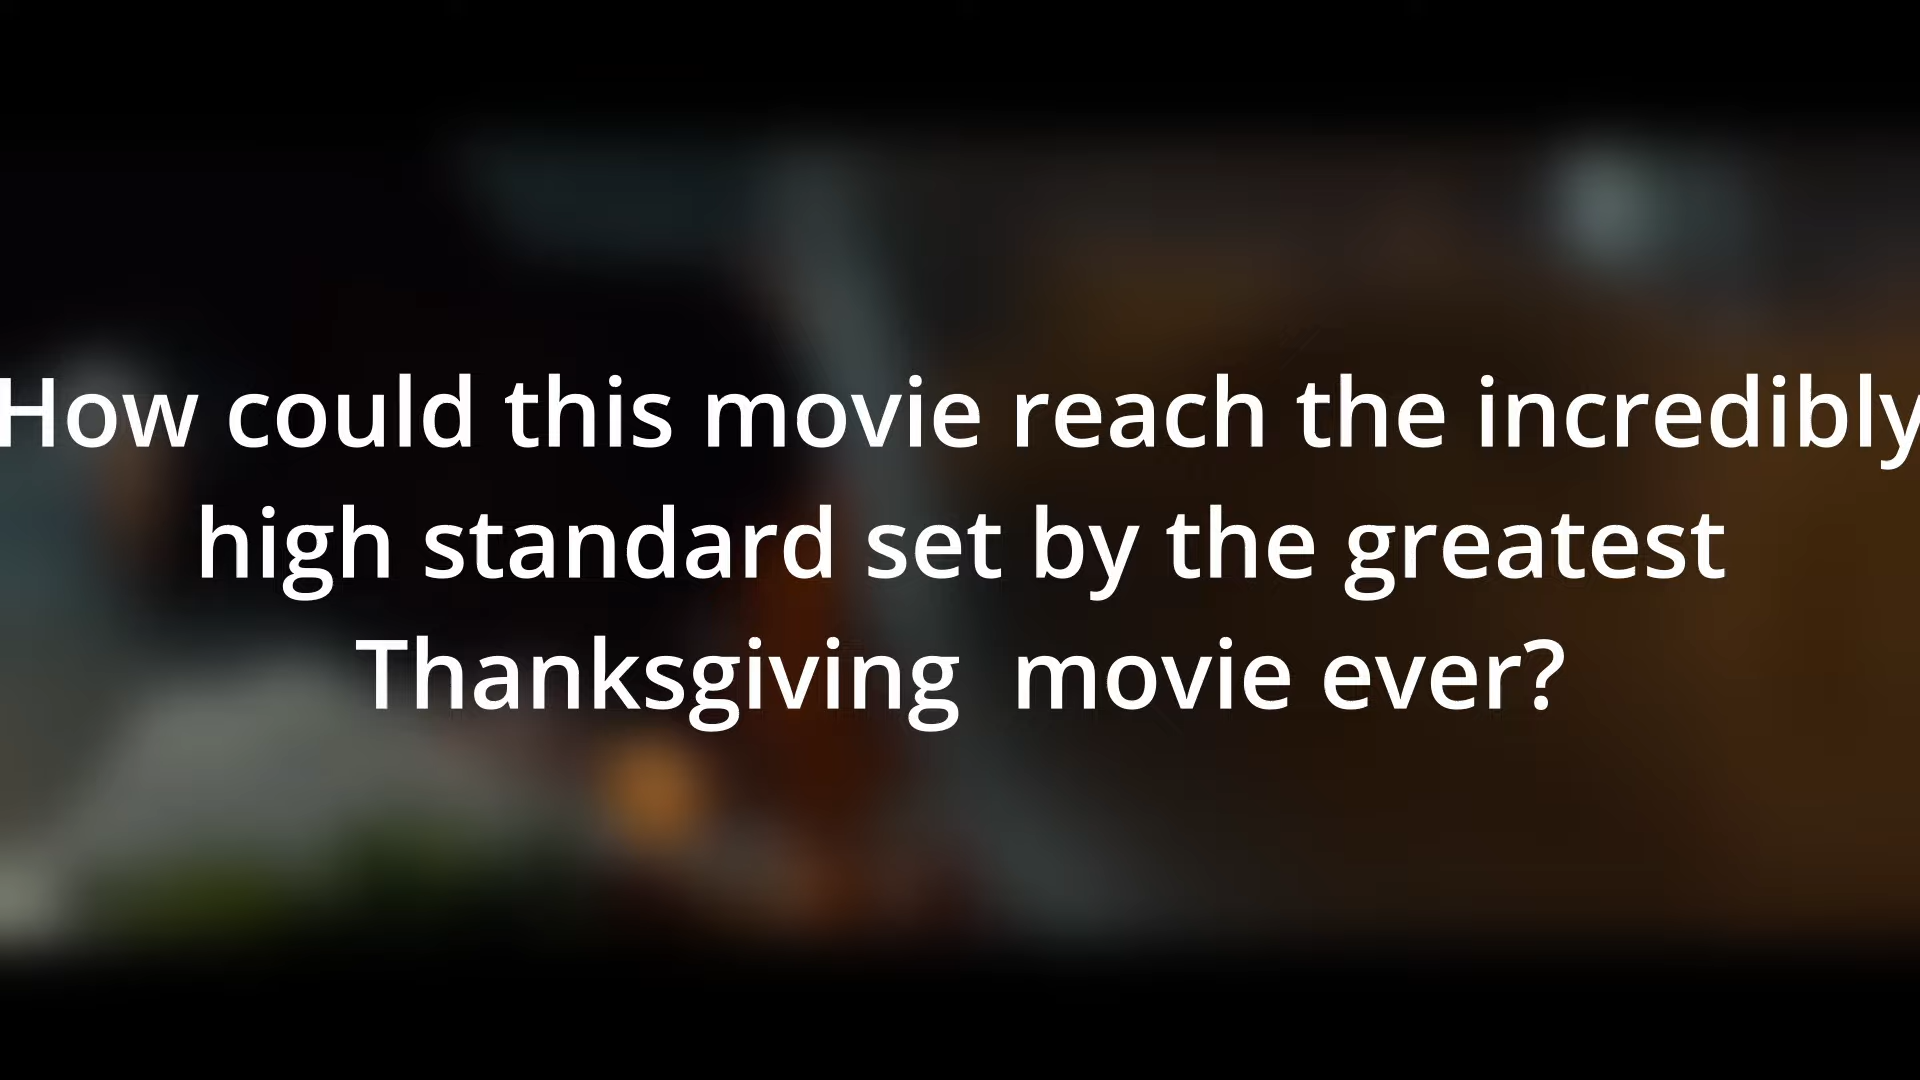 How could this movie reach the incredibly
high standard set by the greatest
Thanksgiving  movie ever?